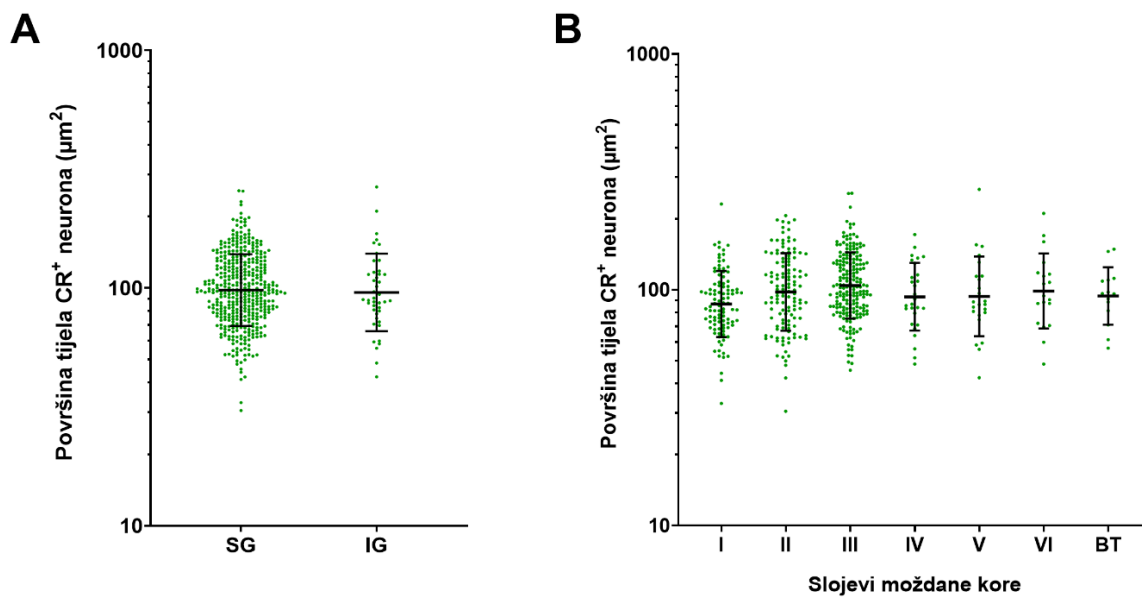 A
Površina tijela CR+ neurona (µm2)
1000
100
10
SG IG
B
Površina tijela CR+ neurona (µm2)
1000
100
10
I II III IV V VI BT
Slojevi moždane kore